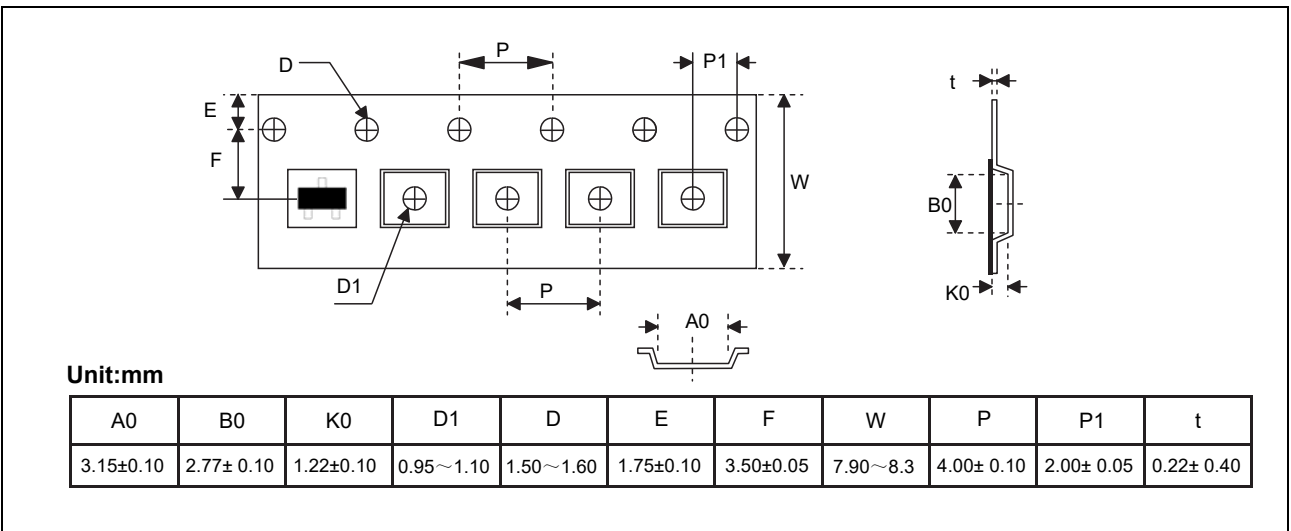 P
P1
D
t
E
F
W
B0
D1
P
K0
A0
Unit:mm
A0 B0 K0 D1 D E F W P P1 t
3.15±0.10 2.77± 0.10 1.22±0.10 0.95～1.10 1.50～1.60 1.75±0.10 3.50±0.05 7.90～8.3 4.00± 0.10 2.00± 0.05 0.22± 0.40